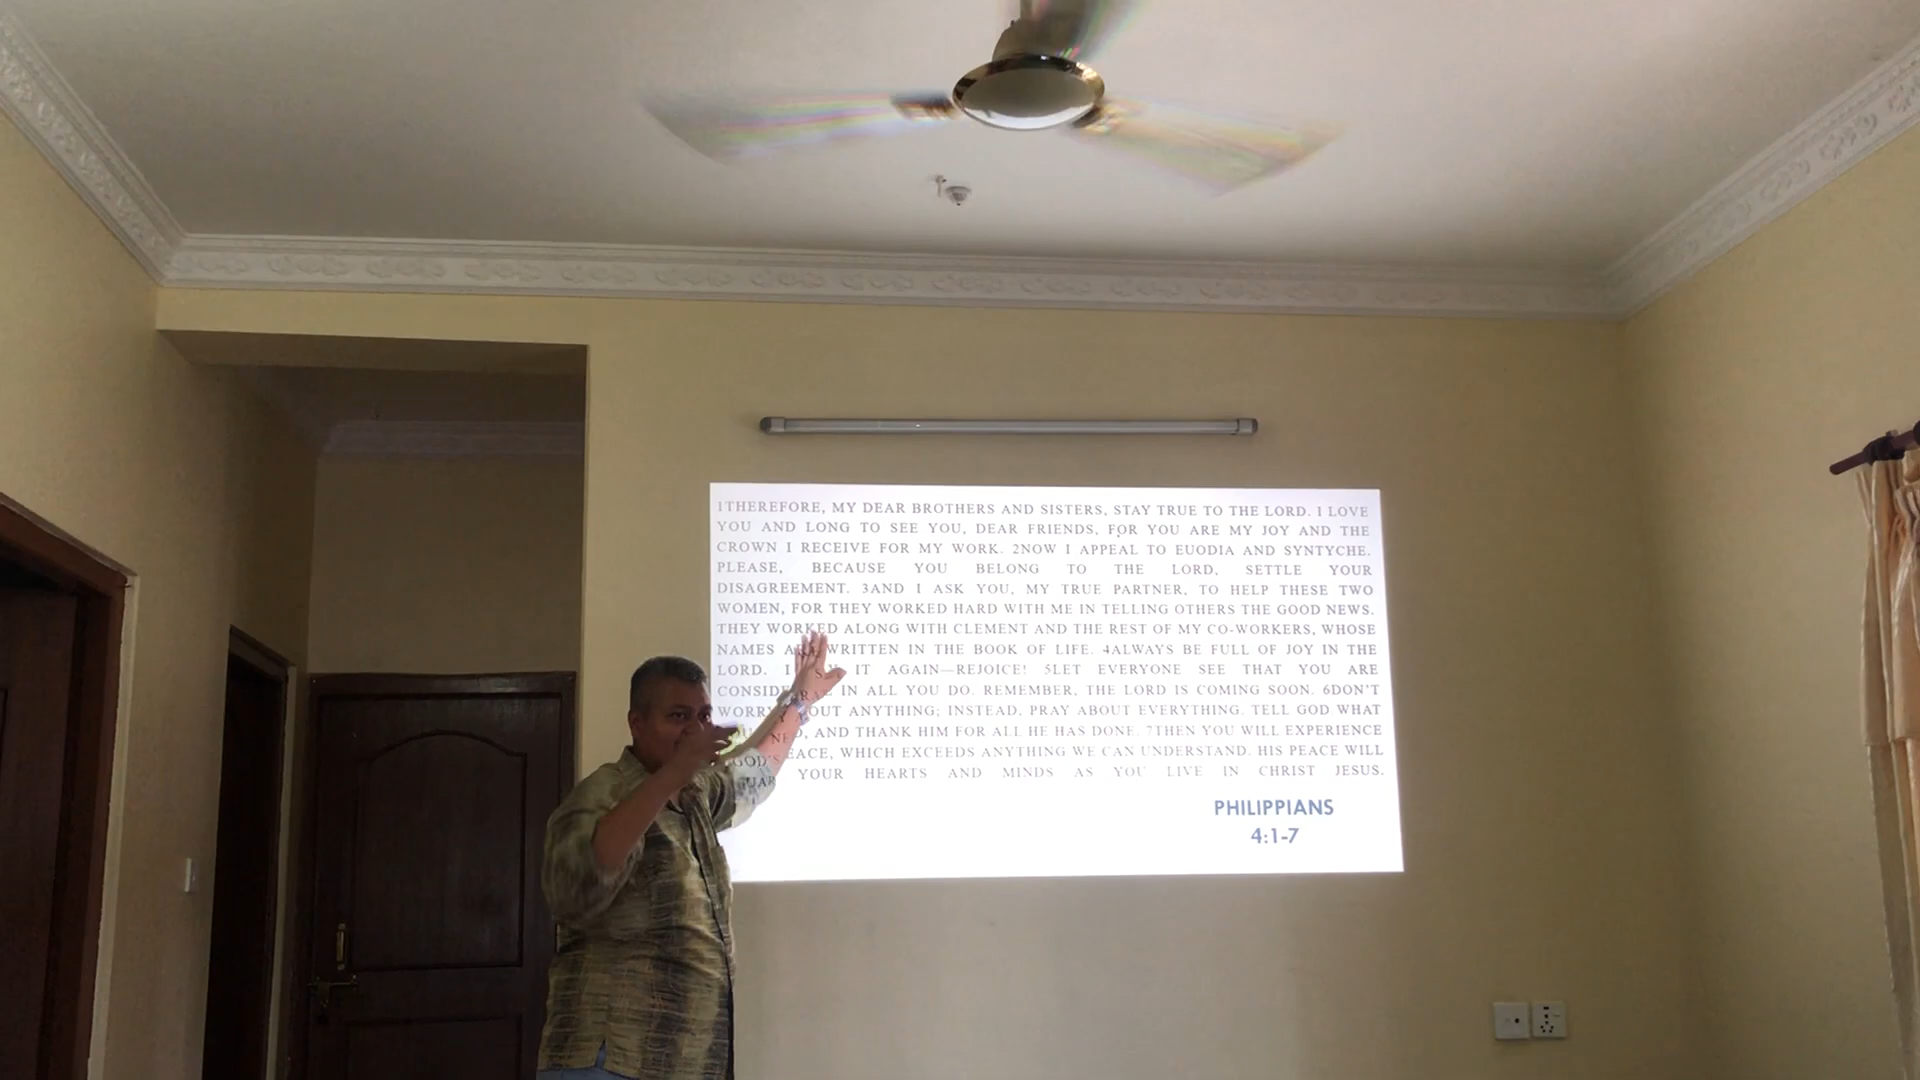 1THEREFORE, MY DEAR BROTHERS AND SISTERS, STAY TRUE TO THE LORD. I LOVE
YOU AND LONG TO SEE YOU, DEAR FRIENDS, FOR YOU ARE MY JOY AND THE
CROWN I RECEIVE FOR MY WORK. 2NOW I APPEAL TO EUODIA AND SYNTYCHE.
PLEASE, BECAUSE YOU BELONG TO THE LORD, SETTLE YOUR
DISAGREEMENT. 3AND I ASK YOU, MY TRUE PARTNER, TO HELP THESE TWO
WOMEN, FOR THEY WORKED HARD WITH ME IN TELLING OTHERS THE GOOD NEWS.
THEY WORKED ALONG WITH CLEMENT AND THE REST OF MY CO-WORKERS, WHOSE
NAMES ARE WRITTEN IN THE BOOK OF LIFE. 4ALWAYS BE FULL OF JOY IN THE
LORD. I SAY IT AGAIN—REJOICE! 5LET EVERYONE SEE THAT YOU ARE
IN ALL YOU DO. REMEMBER, THE LORD IS COMING SOON. 6DON'T
WORRY ANYTHING; INSTEAD, PRAY ABOUT EVERYTHING. TELL GOD WHAT
AND THANK HIM FOR ALL HE HAS DONE. 7THEN YOU WILL EXPERIENCE
GOD'S PEACE, WHICH EXCEEDS ANYTHING WE CAN UNDERSTAND. HIS PEACE WILL
YOUR HEARTS AND MINDS AS YOU LIVE IN CHRIST JESUS.
PHILIPPIANS
4:1-7